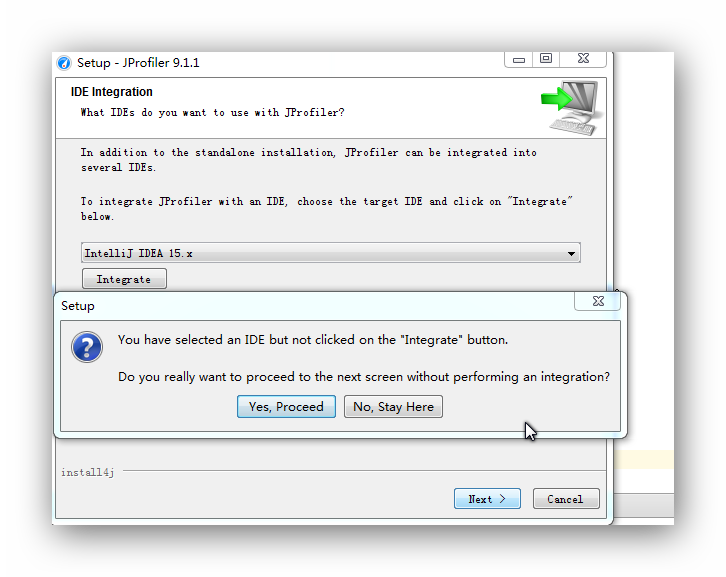 Setup - JProfiler 9.1.1
IDE Integration
What IDEs do you want to use with JProfiler?
In addition to the standalone installation, JProfiler can be integrated into
several IDEs.
To integrate JProfiler with an IDE, choose the target IDE and click on "Integrate"
below.
IntelliJ IDEA 15.x
Integrate
Setup
You have selected an IDE but not clicked on the "Integrate" button.
Do you really want to proceed to the next screen without performing an integration?
Yes, Proceed
No, Stay Here
install4j
Next >
Cancel